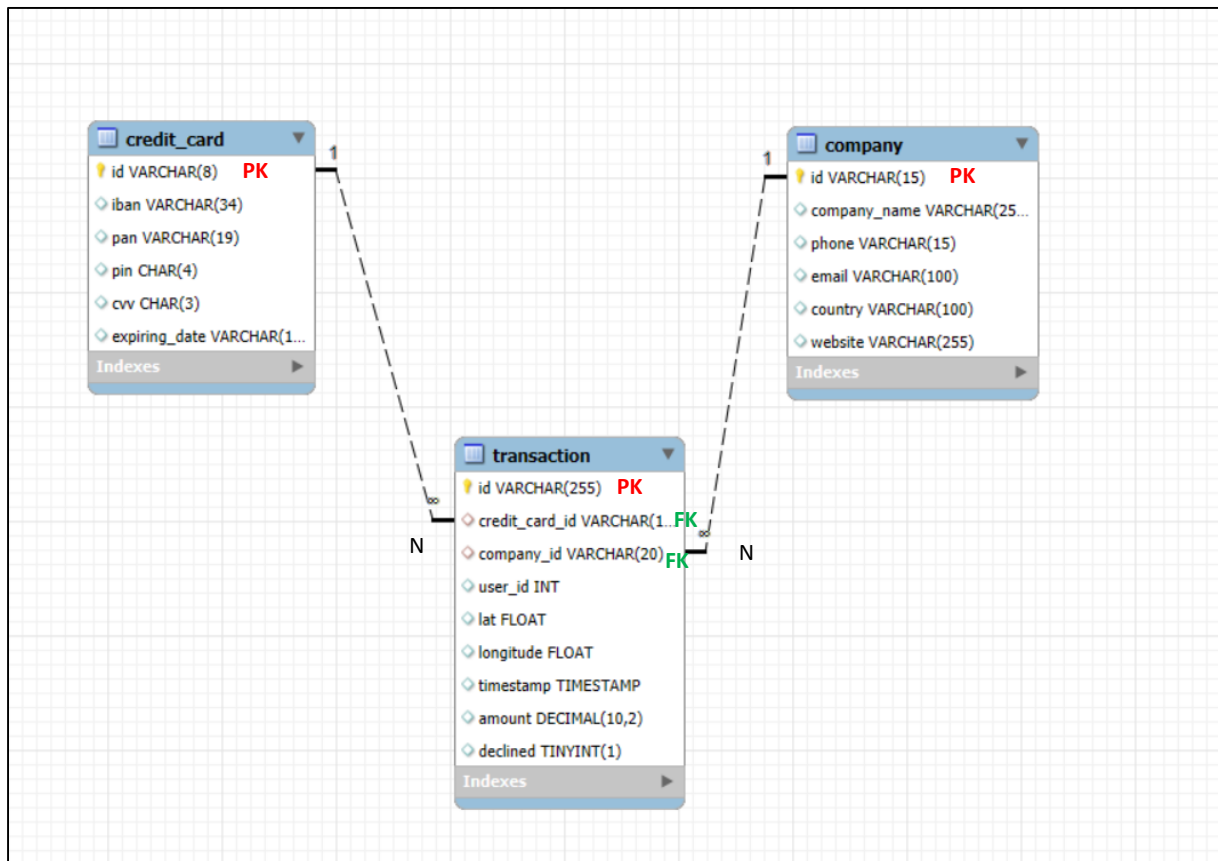 credit_card
id VARCHAR(8) PK
iban VARCHAR(34)
pan VARCHAR(19)
pin CHAR(4)
cvv CHAR(3)
expiring_date VARCHAR(1...
Indexes
1
1
company
id VARCHAR(15) PK
company_name VARCHAR(25...
phone VARCHAR(15)
email VARCHAR(100)
country VARCHAR(100)
website VARCHAR(255)
Indexes
transaction
id VARCHAR(255) PK
credit_card_id VARCHAR(1... FK
company_id VARCHAR(20) FK
user_id INT
lat FLOAT
longitude FLOAT
timestamp TIMESTAMP
amount DECIMAL(10,2)
declined TINYINT(1)
Indexes
∞
N
∞
N